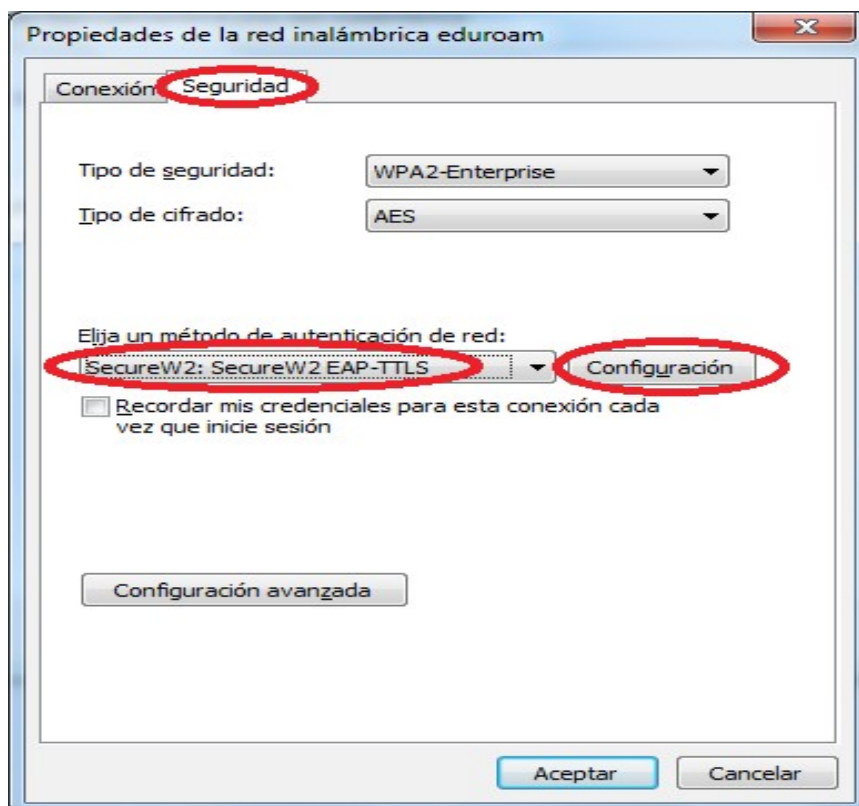 Propiedades de la red inalámbrica eduroam
Conexión
Seguridad
Tipo de seguridad:
WPA2-Enterprise
Tipo de cifrado:
AES
Elija un método de autenticación de red:
SecureW2: SecureW2 EAP-TTLS
Configuración
Recordar mis credenciales para esta conexión cada
vez que inicie sesión
Configuración avanzada
Aceptar
Cancelar